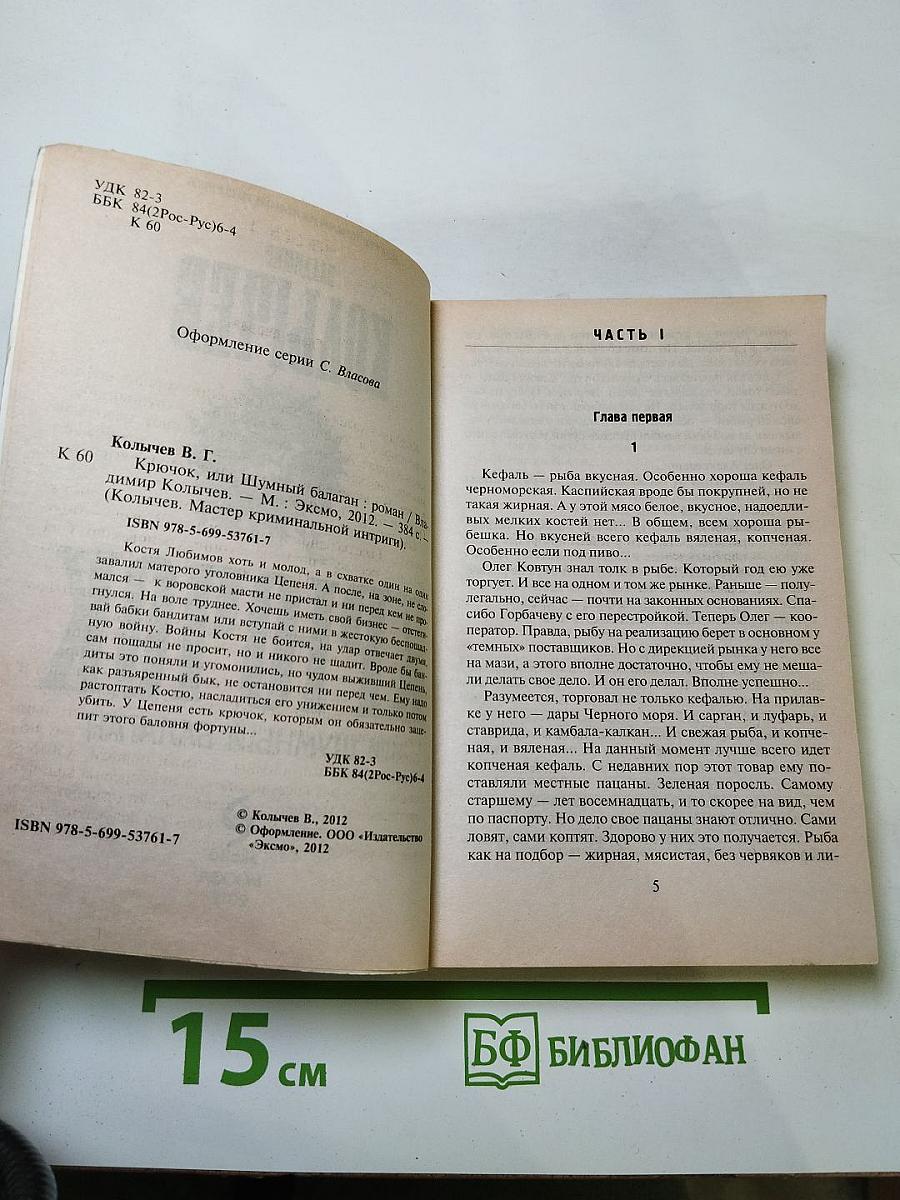 УДК 82-3
ББК 84(2Рос-Рус)6-4
К 60
Оформление серии С. Власова
Колычев В. Г.
К 60
Крючок, или Шумный балаган : роман / Вла-
димир Колычев. — М. : Эксмо, 2012. — 384 с. —
(Колычев. Мастер криминальной интриги).
ISBN 978-5-699-53761-7
Костя Любимов хоть и молод, а в схватке один на один
завалил матерого уголовника Цепеня. А после, на зоне, не сло-
мался — к воровской масти не пристал и ни перед кем не про-
гнулся. На воле труднее. Хочешь иметь свой бизнес — отстеги-
вай бабки бандитам или вступай с ними в жестокую беспощад-
ную войну. Войны Костя не боится, на удар отвечает двумя,
сам пощады не просит, но и никого не щадит. Вроде бы бан-
диты это поняли и угомонились, но чудом выживший Цепень,
как разъяренный бык, не остановится ни перед чем. Ему надо
растоптать Костю, насладиться его унижением и только потом
убить. У Цепеня есть крючок, которым он обязательно заце-
пит этого баловня фортуны...
УДК 82-3
ББК 84(2Рос-Рус)6-4
© Колычев В., 2012
© Оформление. ООО «Издательство
«Эксмо», 2012
ISBN 978-5-699-53761-7
ЧАСТЬ I
Глава первая
1
Кефаль — рыба вкусная. Особенно хороша кефаль
черноморская. Каспийская вроде бы покрупней, но не
такая жирная. А у этой мясо белое, вкусное, надоедли-
вых мелких костей нет... В общем, всем хороша ры-
бешка. Но вкусней всего кефаль вяленая, копченая.
Особенно если под пиво...
Олег Ковтун знал толк в рыбе. Который год ею уже
торгует. И все на одном и том же рынке. Раньше — полу-
легально, сейчас — почти на законных основаниях. Спа-
сибо Горбачеву с его перестройкой. Теперь Олег — коо-
ператор. Правда, рыбу на реализацию берет в основном у
«темных» поставщиков. Но с дирекцией рынка у него все
на мази, а этого вполне достаточно, чтобы ему не меша-
ли делать свое дело. И он его делал. Вполне успешно...
Разумеется, торговал не только кефалью. На прилав-
ке у него — дары Черного моря. И сарган, и луфарь, и
ставрида, и камбала-калкан... И свежая рыба, и копче-
ная, и вяленая... На данный момент лучше всего идет
копченая кефаль. С недавних пор этот товар ему по-
ставляли местные пацаны. Зеленая поросль. Самому
старшему — лет восемнадцать, и то скорее на вид, чем
по паспорту. Но дело свое пацаны знают отлично. Сами
ловят, сами коптят. Здорово у них это получается. Рыба
как на подбор — жирная, мясистая, без червяков и ли-
5
15 см
БФ БИБЛИОФАН